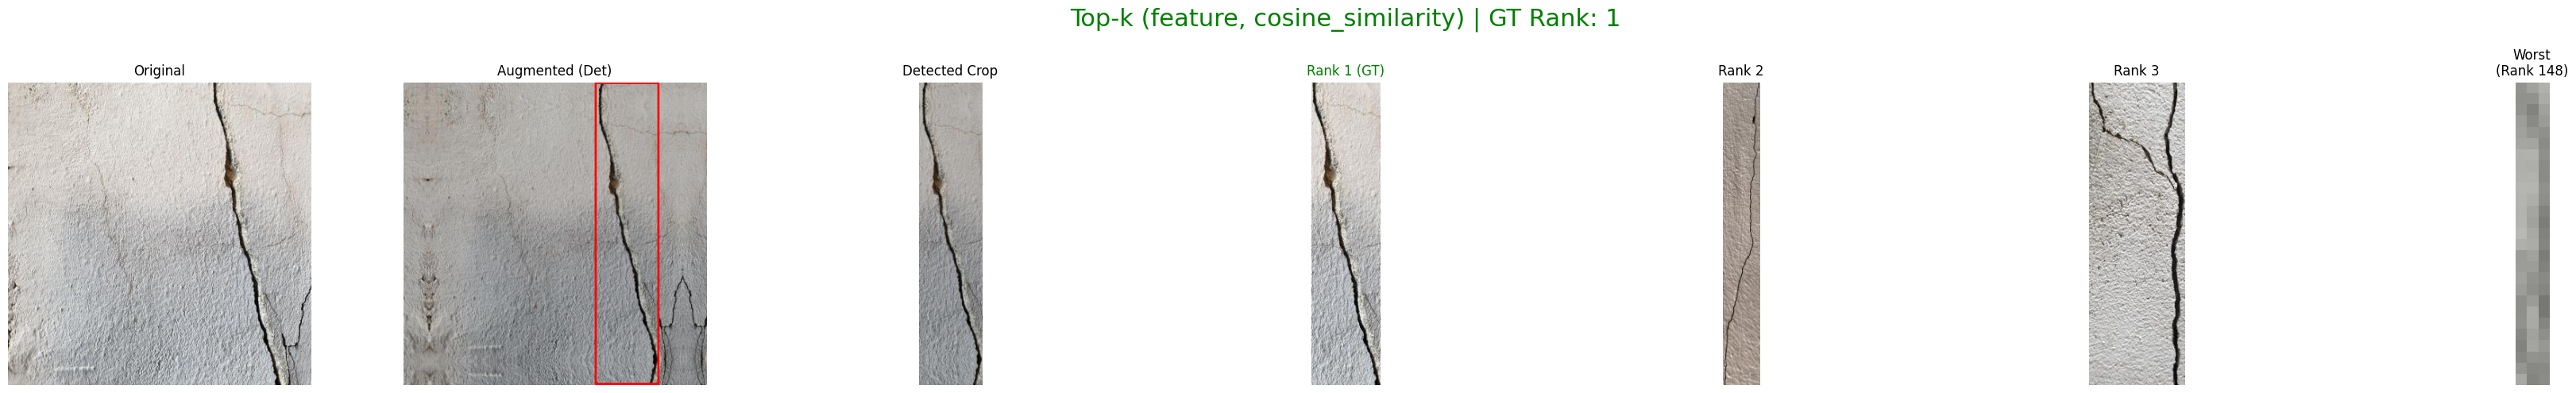 Top-k (feature, cosine_similarity) | GT Rank: 1
Original
Augmented (Det)
Detected Crop
Rank 1 (GT)
Rank 2
Rank 3
Worst
(Rank 148)